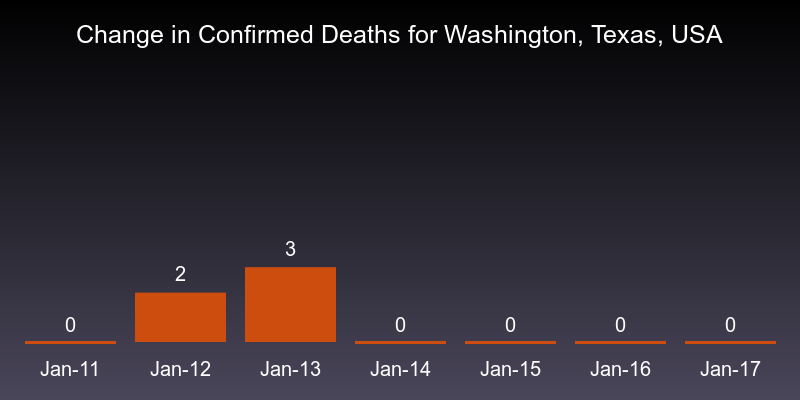 Change in Confirmed Deaths for Washington, Texas, USA
0 2 3 0 0 0 0
Jan-11 Jan-12 Jan-13 Jan-14 Jan-15 Jan-16 Jan-17